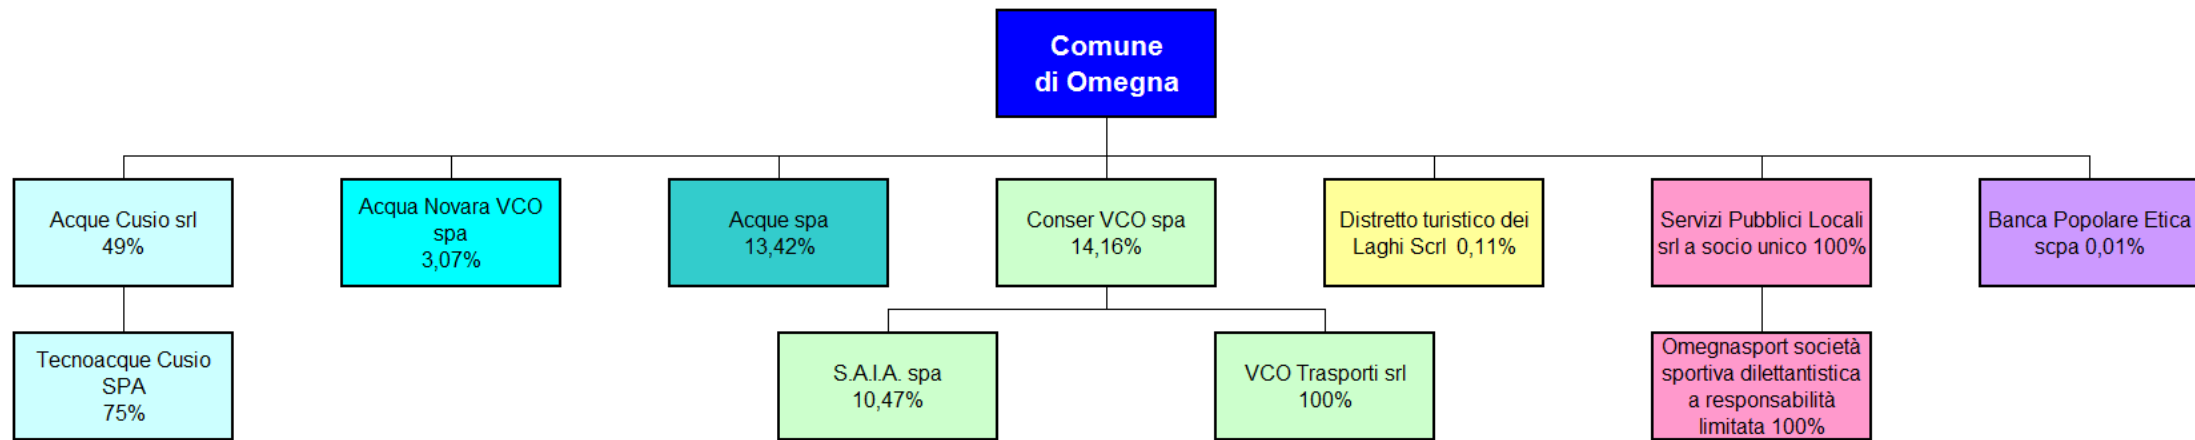 Comune
di Omegna
Acque Cusio srl
49%
Acqua Novara VCO
spa
3,07%
Acque spa
13,42%
Conser VCO spa
14,16%
Distretto turistico dei
Laghi Scrl 0,11%
Servizi Pubblici Locali
srl a socio unico 100%
Banca Popolare Etica
scpa 0,01%
Tecnoacque Cusio
SPA
75%
S.A.I.A. spa
10,47%
VCO Trasporti srl
100%
Omegnasport società
sportiva dilettantistica
a responsabilità
limitata 100%